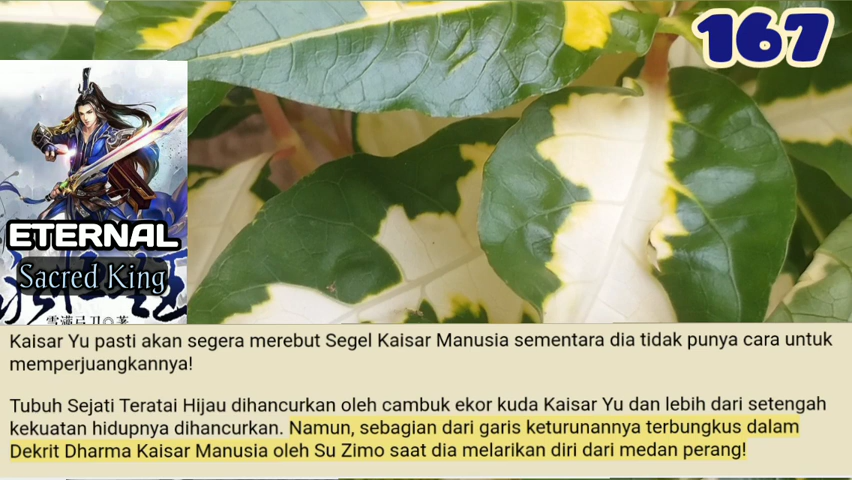 167
ETERNAL
Sacred King
Kaisar Yu pasti akan segera merebut Segel Kaisar Manusia sementara dia tidak punya cara untuk
memperjuangkannya!
Tubuh Sejati Teratai Hijau dihancurkan oleh cambuk ekor kuda Kaisar Yu dan lebih dari setengah
kekuatan hidupnya dihancurkan. Namun, sebagian dari garis keturunannya terbungkus dalam
Dekrit Dharma Kaisar Manusia oleh Su Zimo saat dia melarikan diri dari medan perang!